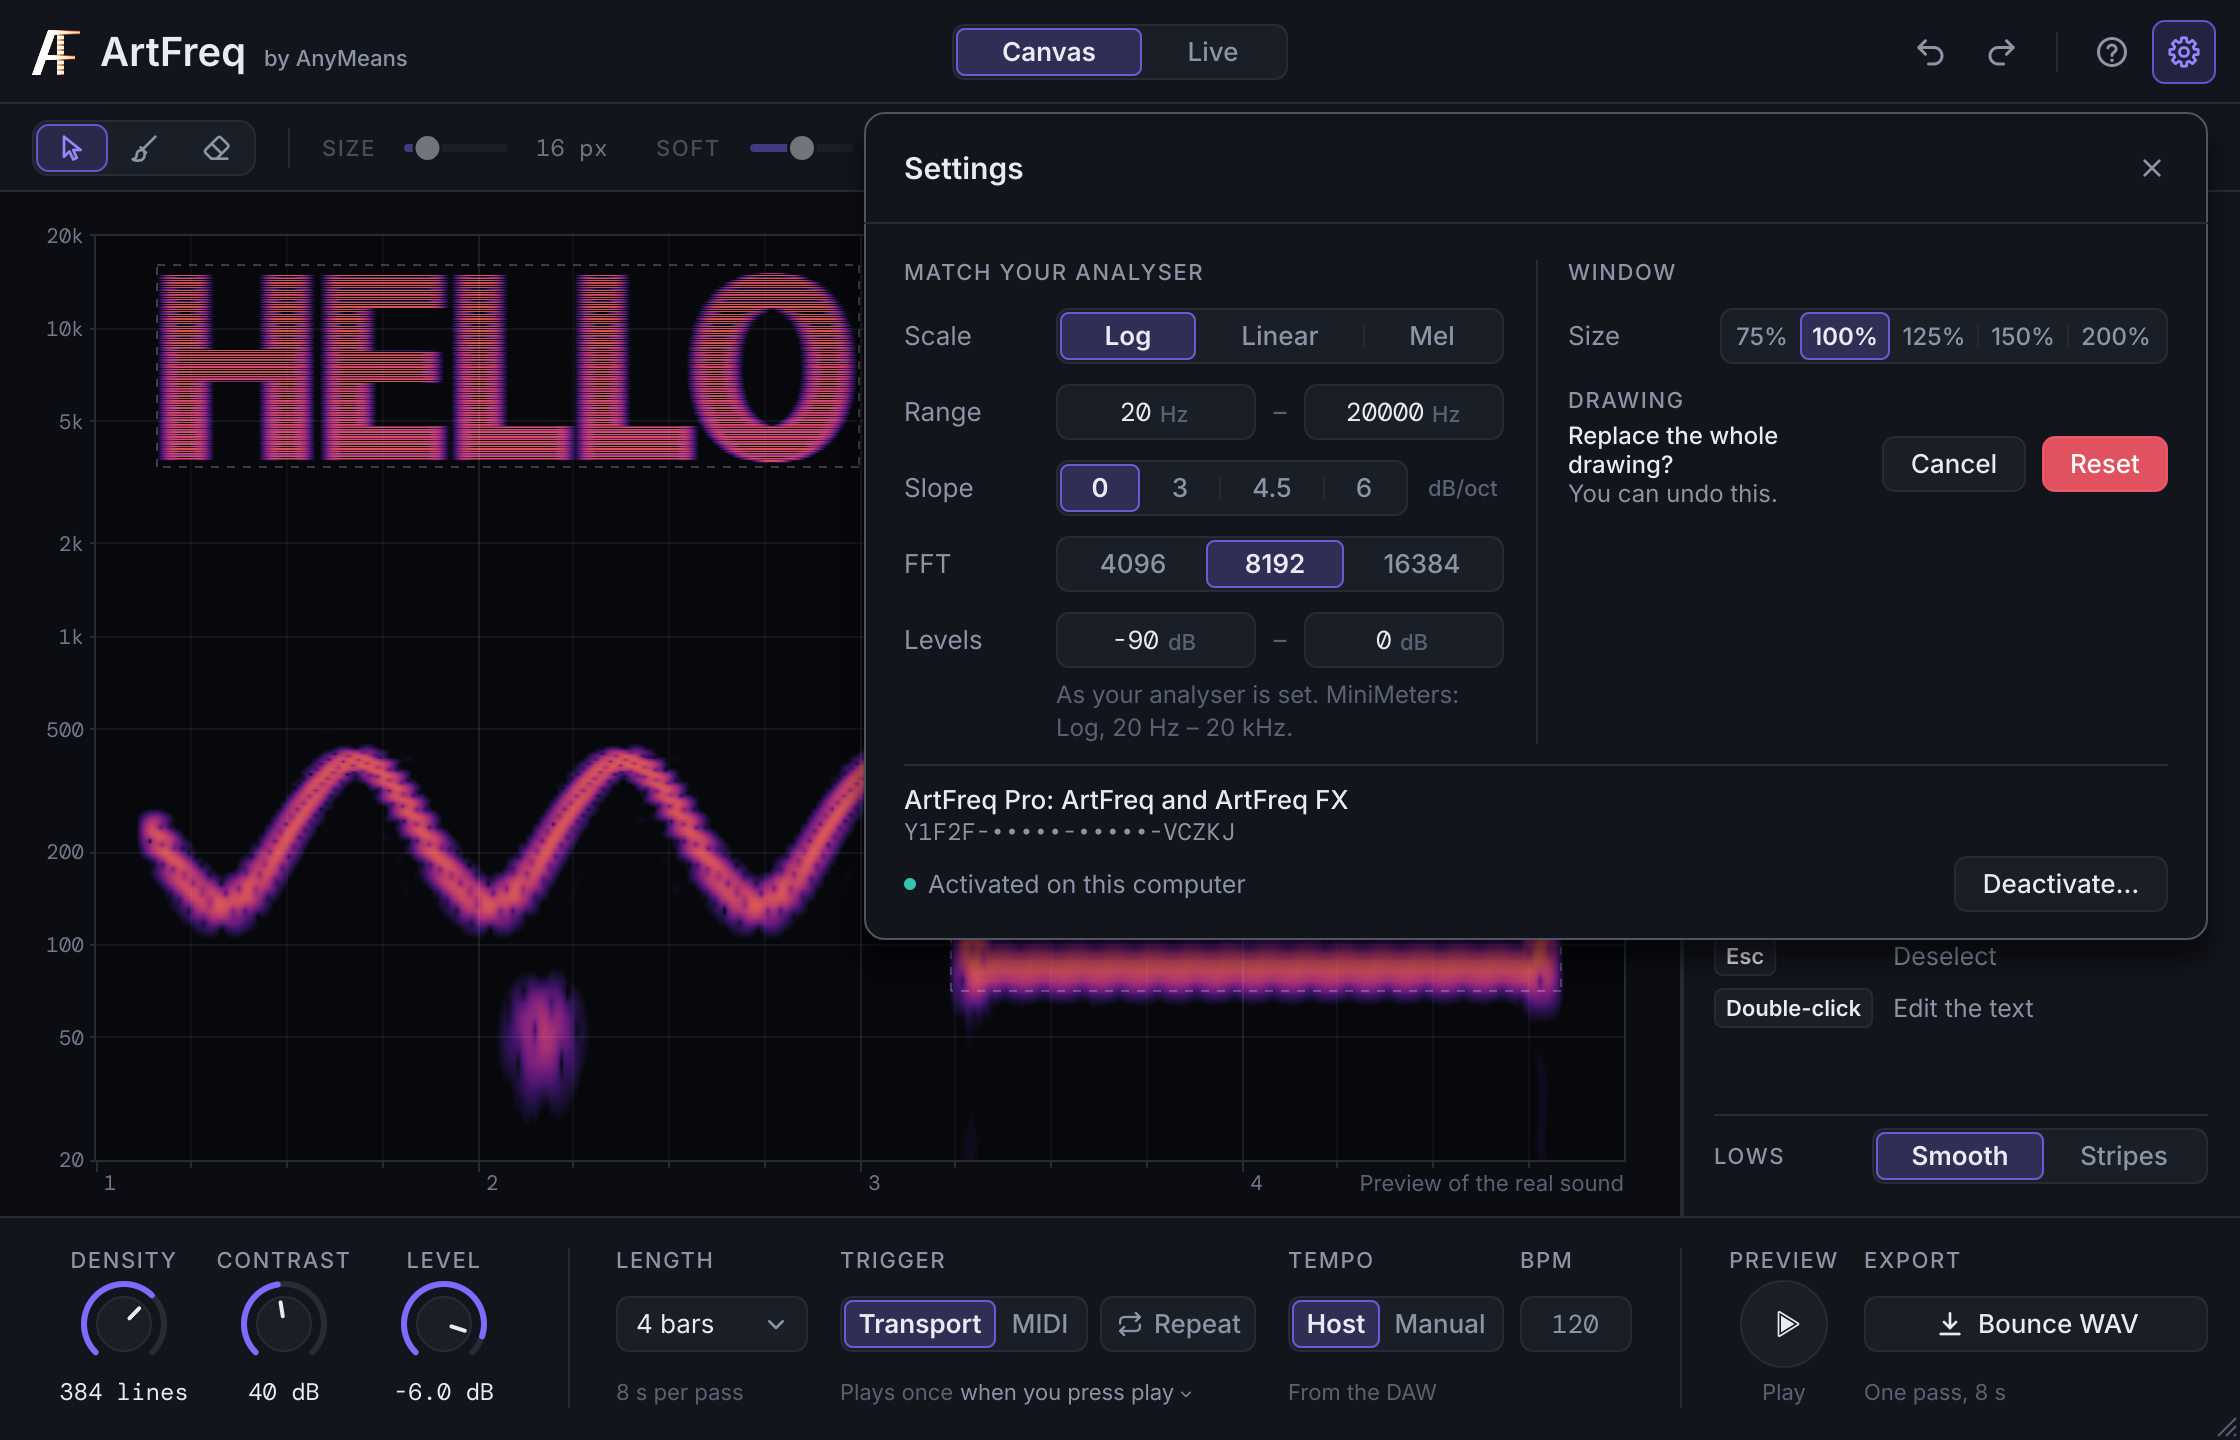 ArtFreq by AnyMeans
Canvas Live
SIZE 16 px SOFT
Settings
MATCH YOUR ANALYSER
Scale Log Linear Mel
Range 20 Hz – 20000 Hz
Slope 0 3 4.5 6 dB/oct
FFT 4096 8192 16384
Levels -90 dB – 0 dB
As your analyser is set. MiniMeters:
Log, 20 Hz – 20 kHz.
WINDOW
Size 75% 100% 125% 150% 200%
DRAWING
Replace the whole
drawing?
You can undo this.
Cancel Reset
ArtFreq Pro: ArtFreq and ArtFreq FX
Y1F2F-•••••-•••••-VCZKJ
Activated on this computer
Deactivate...
20k
10k
5k
2k
1k
500
200
100
50
20
HELLO
1 2 3 4
Preview of the real sound
Esc Deselect
Double-click Edit the text
LOWS Smooth Stripes
DENSITY CONTRAST LEVEL
384 lines 40 dB -6.0 dB
LENGTH
4 bars
8 s per pass
TRIGGER
Transport MIDI Repeat
Plays once when you press play
TEMPO BPM
Host Manual 120
From the DAW
PREVIEW
Play
EXPORT
Bounce WAV
One pass, 8 s